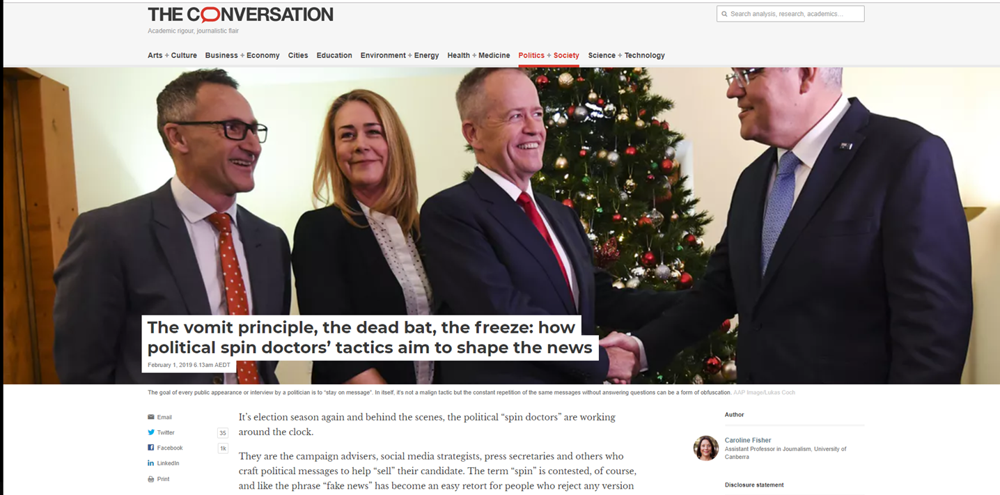 THE CONVERSATION
Search analysis, research, academics…
Academic rigour, journalistic flair
Arts + Culture Business + Economy Cities Education Environment + Energy Health + Medicine Politics + Society Science + Technology
The vomit principle, the dead bat, the freeze: how
political spin doctors’ tactics aim to shape the news
February 1, 2019 6.13am AEDT
The goal of every public appearance or interview by a politician is to “stay on message”. In itself, it’s not a malign tactic but the constant repetition of the same messages without answering questions can be a form of obfuscation. AAP Image/Lukas Coch
Email
Twitter 35
Facebook 1k
LinkedIn
Print
It’s election season again and behind the scenes, the political “spin doctors” are working
around the clock.
They are the campaign advisers, social media strategists, press secretaries and others who
craft political messages to help “sell” their candidate. The term “spin” is contested, of course,
and like the phrase “fake news” has become an easy retort for people who reject any version
Author
Caroline Fisher
Assistant Professor in Journalism, University of
Canberra
Disclosure statement